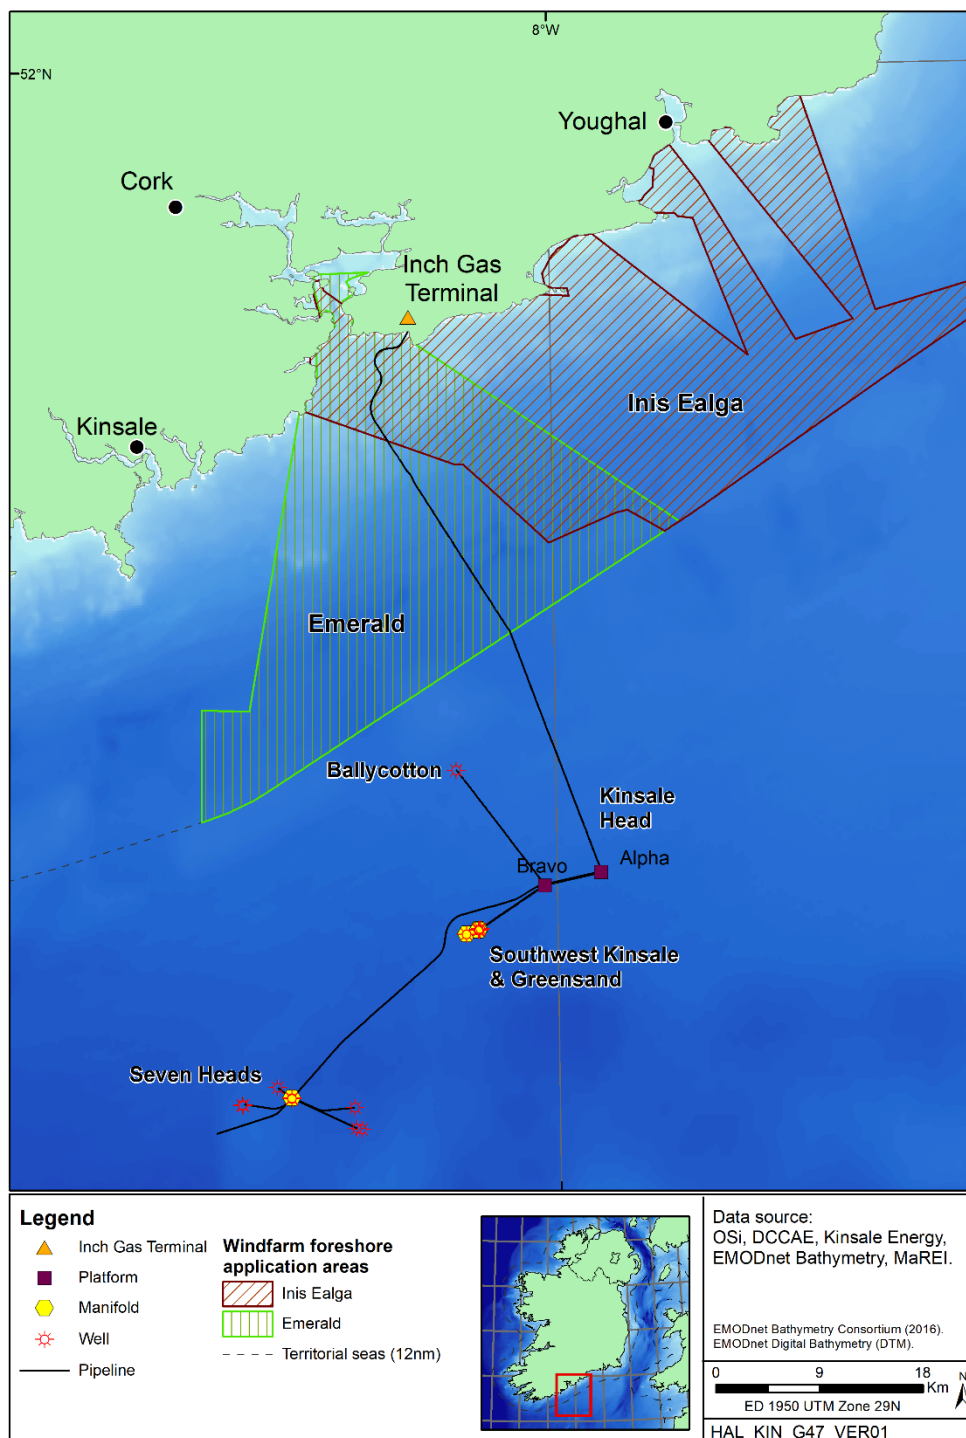 8°W
52°N
Youghal
Cork
Inch Gas
Terminal
Inis Ealga
Kinsale
Emerald
Ballycotton
Kinsale
Head
Bravo
Alpha
Southwest Kinsale
& Greensand
Seven Heads
Legend
Inch Gas Terminal
Platform
Manifold
Well
Pipeline
Windfarm foreshore
application areas
Inis Ealga
Emerald
Territorial seas (12nm)
Data source:
OSi, DCCAE, Kinsale Energy,
EMODnet Bathymetry, MaREI.
EMODnet Bathymetry Consortium (2016).
EMODnet Digital Bathymetry (DTM).
0 9 18
Km
N
ED 1950 UTM Zone 29N
HAL_KIN_G47_VER01